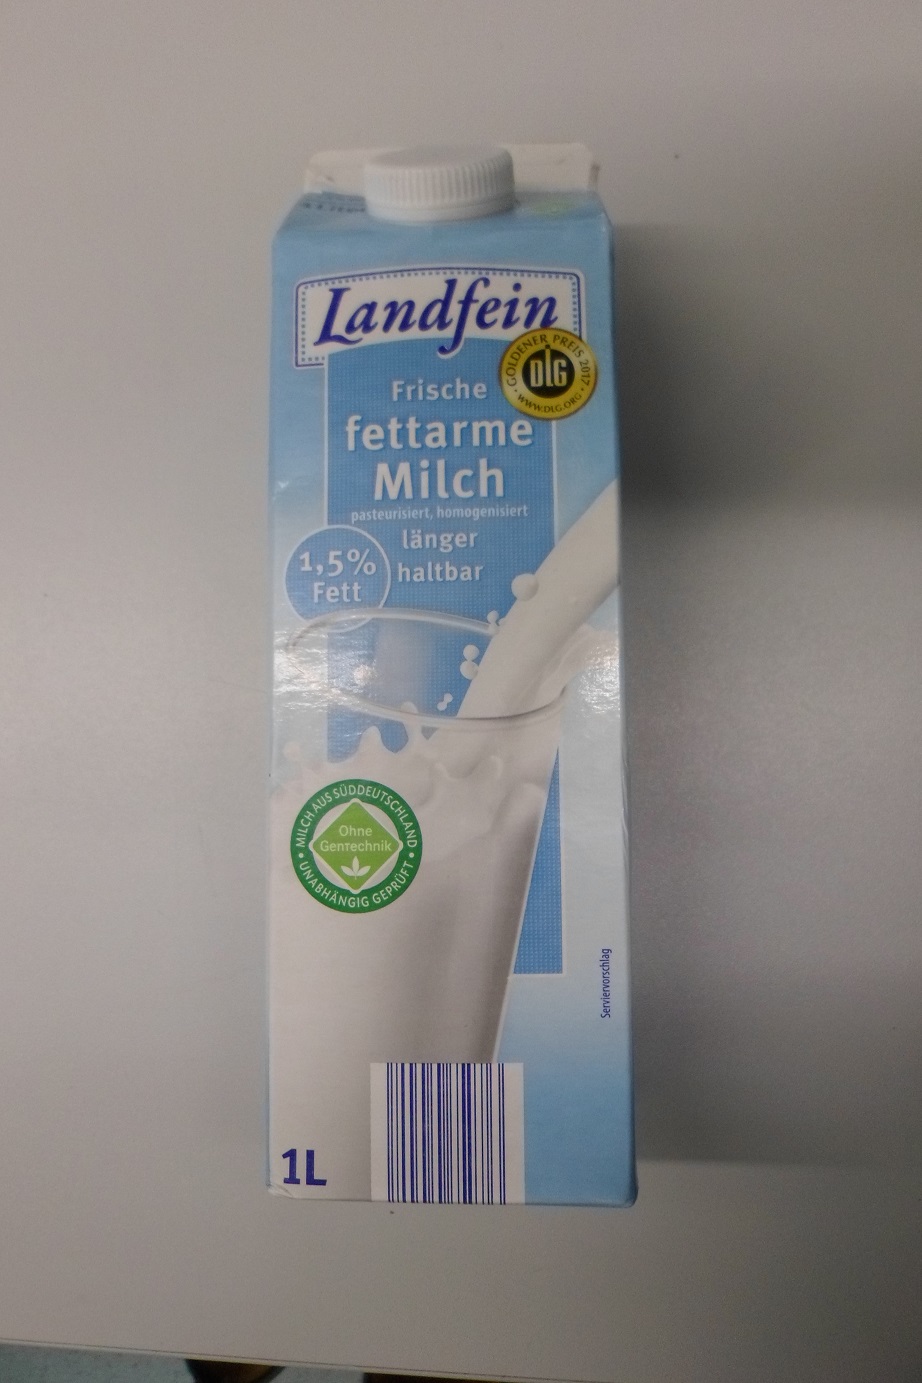 Landfein
GOLDENER PREIS 2017
DLG
WWW.DLG.ORG
Frische
fettarme
Milch
pasteurisiert, homogenisiert
länger
haltbar
1,5%
Fett
MILCH AUS SÜDDEUTSCHLAND
Ohne
GenTechnik
UNABHÄNGIG GEPRÜFT
Serviervorschlag
1L